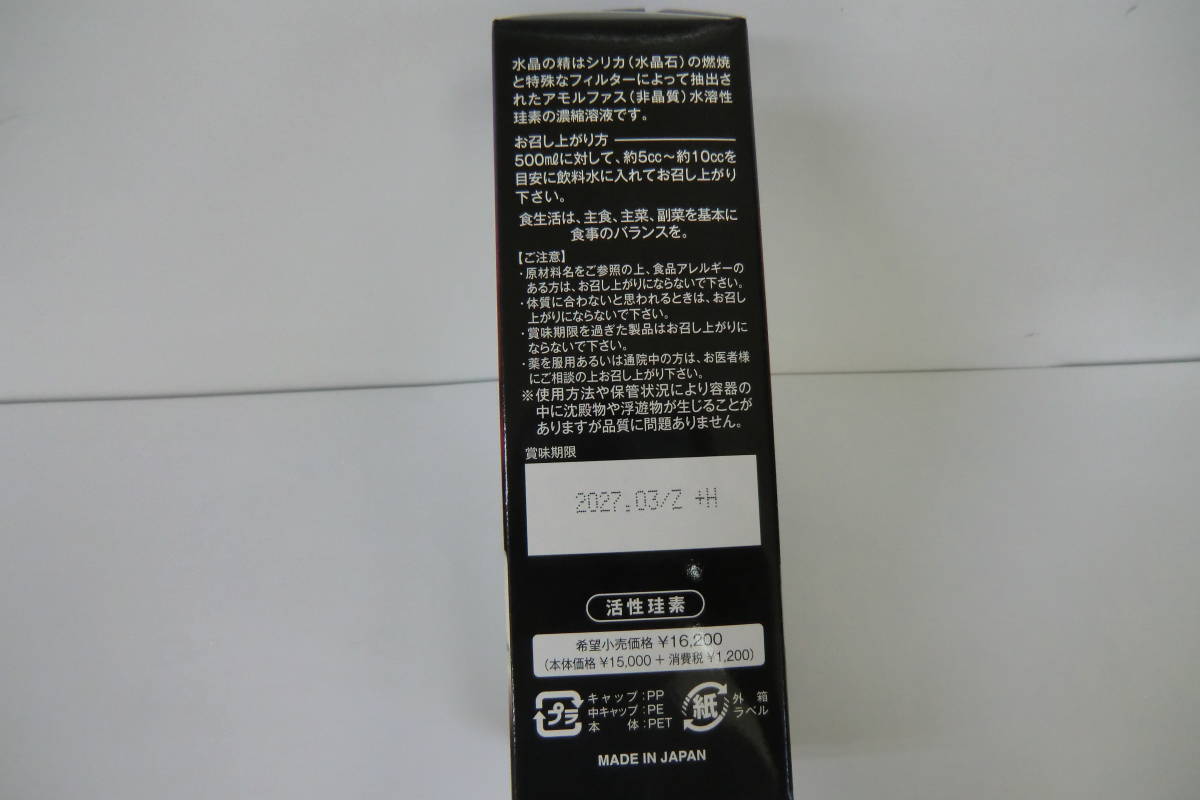 水晶の精はシリカ(水晶石)の燃焼
と特殊なフィルターによって抽出さ
れたアモルファス(非晶質)水溶性
珪素の濃縮溶液です。
お召し上がり方
500㎖に対して、約5cc〜約10ccを
目安に飲料水に入れてお召し上がり
下さい。
食生活は、主食、主菜、副菜を基本に
食事のバランスを。
【ご注意】
・原材料名をご参照の上、食品アレルギーの
ある方は、お召し上がりにならないで下さい。
・体質に合わないと思われるときは、お召し
上がりにならないで下さい。
・賞味期限を過ぎた製品はお召し上がりに
ならないで下さい。
・薬を服用あるいは通院中の方は、お医者様
にご相談の上お召し上がり下さい。
※使用方法や保管状況により容器の
中に沈殿物や浮遊物が生じることが
ありますが品質に問題ありません。
賞味期限
2027.03/Z +H
活性珪素
希望小売価格 ¥16,200
(本体価格 ¥15,000 + 消費税 ¥1,200)
プラ
キャップ:PP
中キャップ:PE
本体:PET
紙
外箱
ラベル
MADE IN JAPAN